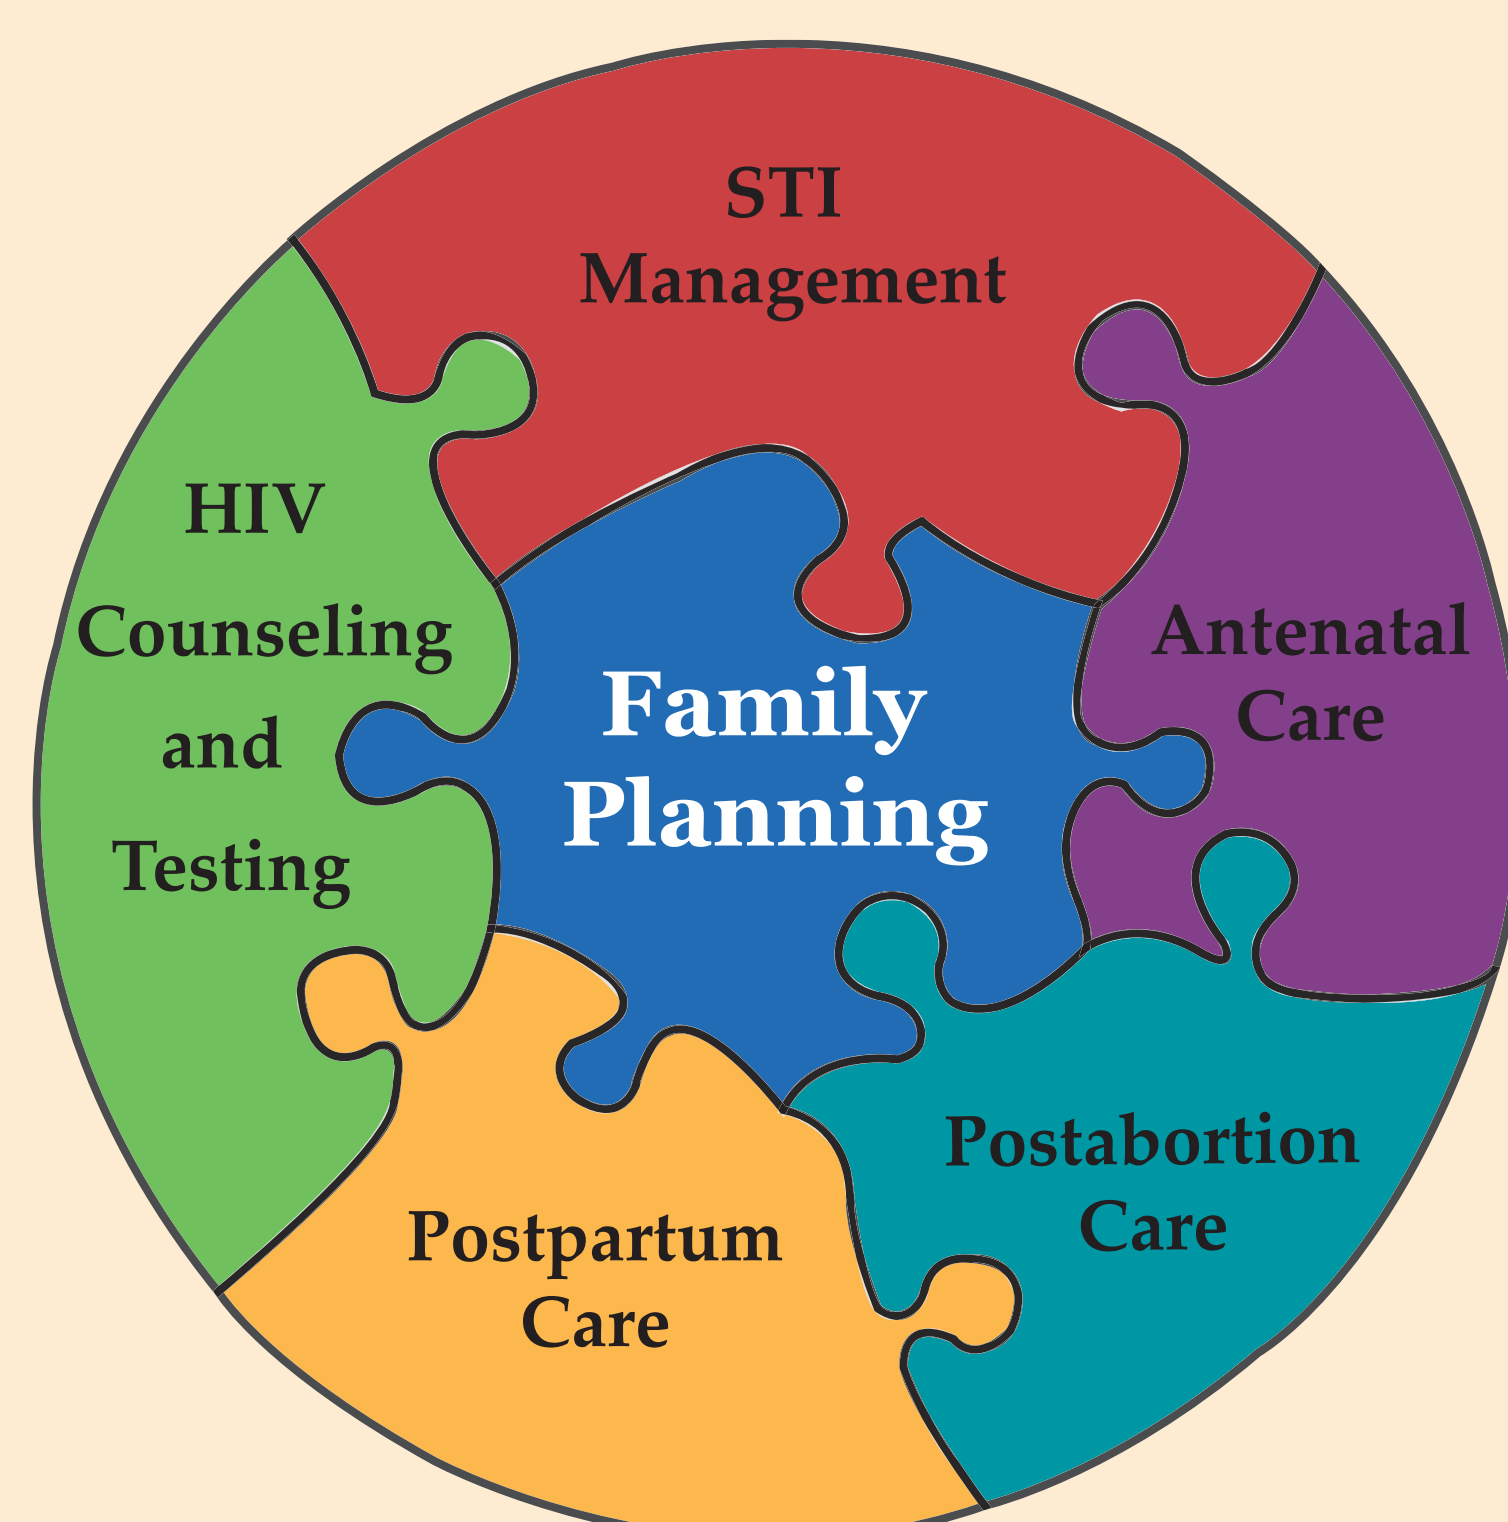 STI
Management
HIV
Counseling
and
Testing
Family
Planning
Antenatal
Care
Postabortion
Care
Postpartum
Care